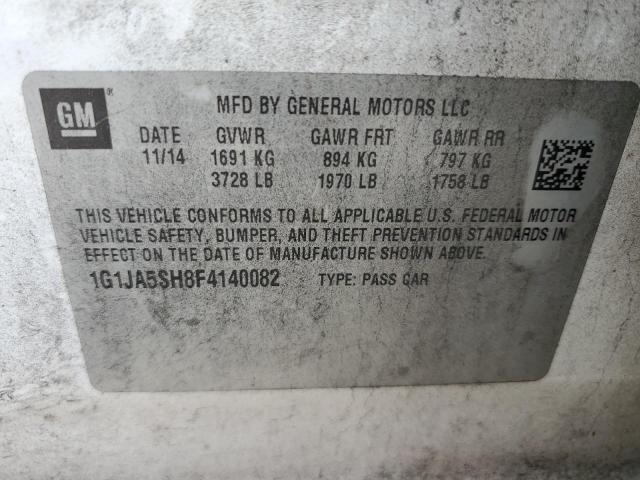 GM®
MFD BY GENERAL MOTORS LLC
DATE GVWR GAWR FRT GAWR RR
11/14 1691 KG 894 KG 797 KG
3728 LB 1970 LB 1758 LB
THIS VEHICLE CONFORMS TO ALL APPLICABLE U.S. FEDERAL MOTOR
VEHICLE SAFETY, BUMPER, AND THEFT PREVENTION STANDARDS IN
EFFECT ON THE DATE OF MANUFACTURE SHOWN ABOVE.
1G1JA5SH8F4140082 TYPE: PASS CAR